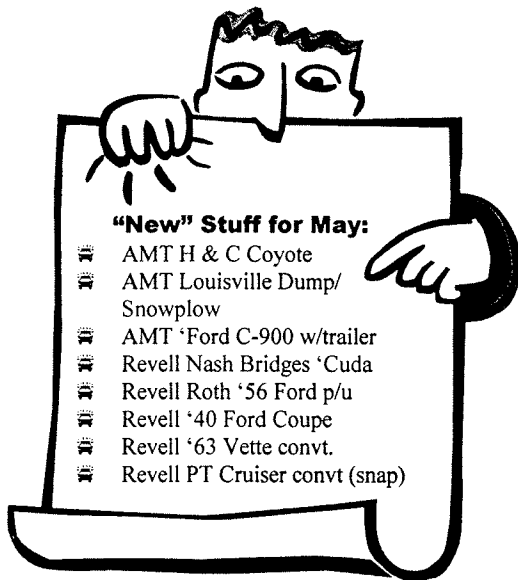 “New” Stuff for May:
AMT H & C Coyote
AMT Louisville Dump/
Snowplow
AMT ‘Ford C-900 w/trailer
Revell Nash Bridges ‘Cuda
Revell Roth ‘56 Ford p/u
Revell ‘40 Ford Coupe
Revell ‘63 Vette convt.
Revell PT Cruiser convt (snap)